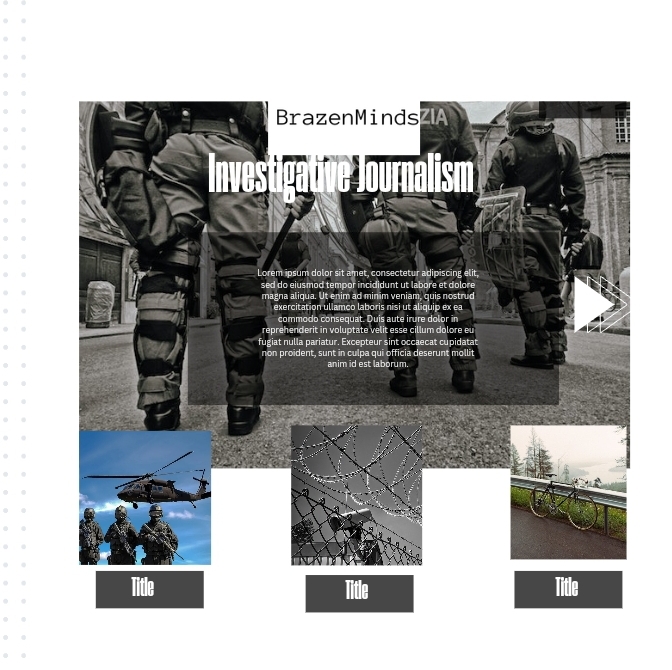 BrazenMinds
ZIA
Investigative Journalism
Lorem ipsum dolor sit amet, consectetur adipiscing elit,
sed do eiusmod tempor incididunt ut labore et dolore
magna aliqua. Ut enim ad minim veniam, quis nostrud
exercitation ullamco laboris nisi ut aliquip ex ea
commodo consequat. Duis aute irure dolor in
reprehenderit in voluptate velit esse cillum dolore eu
fugiat nulla pariatur. Excepteur sint occaecat cupidatat
non proident, sunt in culpa qui officia deserunt mollit
anim id est laborum.
Title
Title
Title